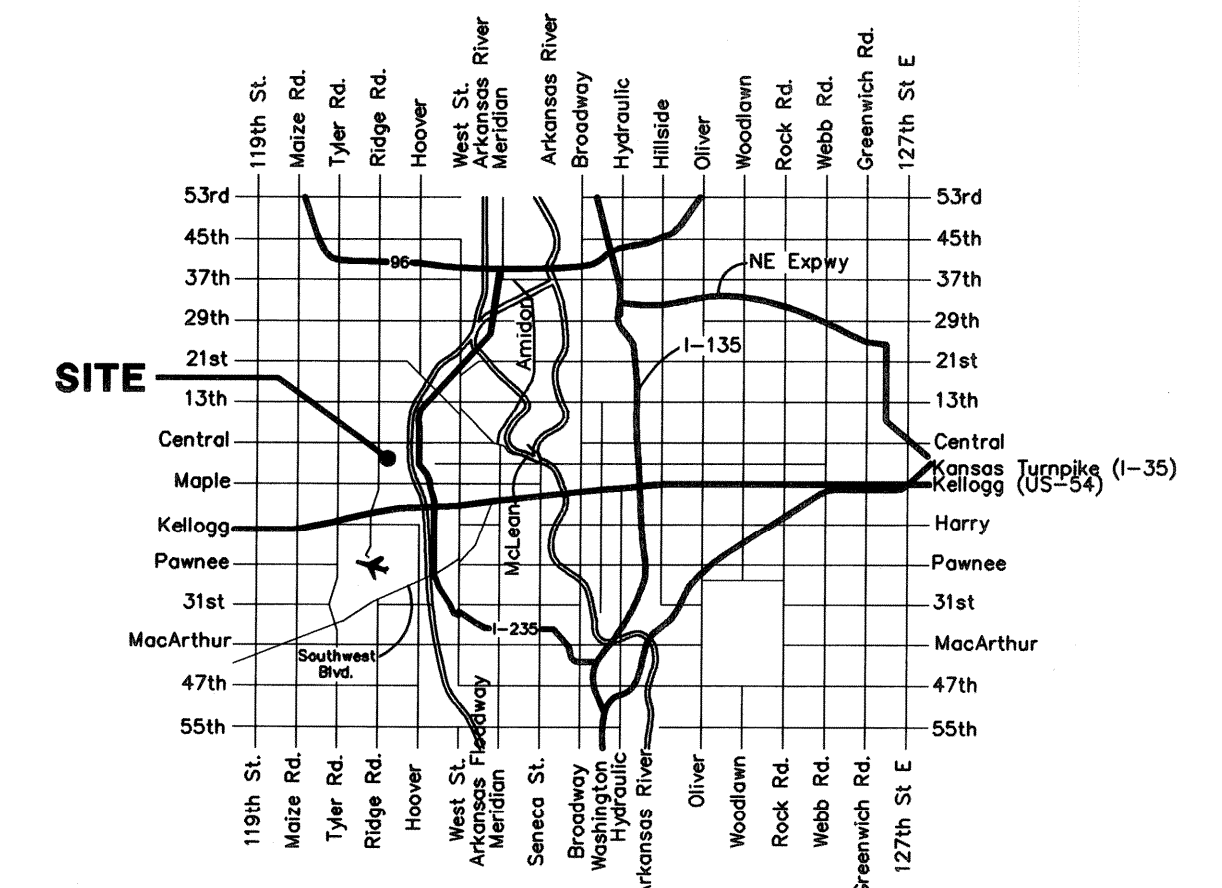 119th St.
Maize Rd.
Tyler Rd.
Ridge Rd.
Hoover
West St.
Arkansas River
Meridian
Arkansas River
Broadway
Hydraulic
Hillside
Oliver
Woodlawn
Rock Rd.
Webb Rd.
Greenwich Rd.
127th St E
53rd
53rd
45th
45th
96
NE Expwy
37th
37th
29th
29th
Amidon
I-135
21st
21st
SITE
13th
13th
Central
Central
Kansas Turnpike (I-35)
Maple
Kellogg (US-54)
McLean
Kellogg
Harry
Pawnee
Pawnee
31st
31st
I-235
MacArthur
MacArthur
Southwest
Blvd.
47th
47th
55th
55th
119th St.
Maize Rd.
Tyler Rd.
Ridge Rd.
Hoover
West St.
Arkansas Floodway
Meridian
Seneca St.
Broadway
Washington
Hydraulic
Arkansas River
Oliver
Woodlawn
Rock Rd.
Webb Rd.
Greenwich Rd.
127th St E